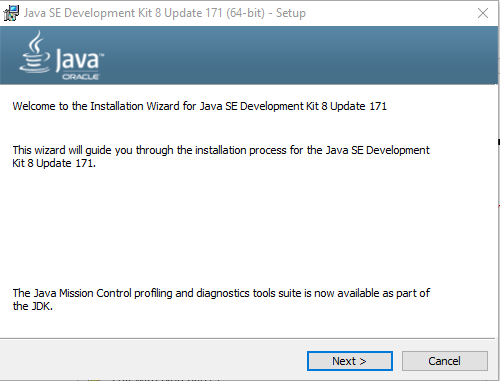 Java SE Development Kit 8 Update 171 (64-bit) - Setup
Java™
ORACLE
Welcome to the Installation Wizard for Java SE Development Kit 8 Update 171
This wizard will guide you through the installation process for the Java SE Development
Kit 8 Update 171.
The Java Mission Control profiling and diagnostics tools suite is now available as part of
the JDK.
Next >
Cancel